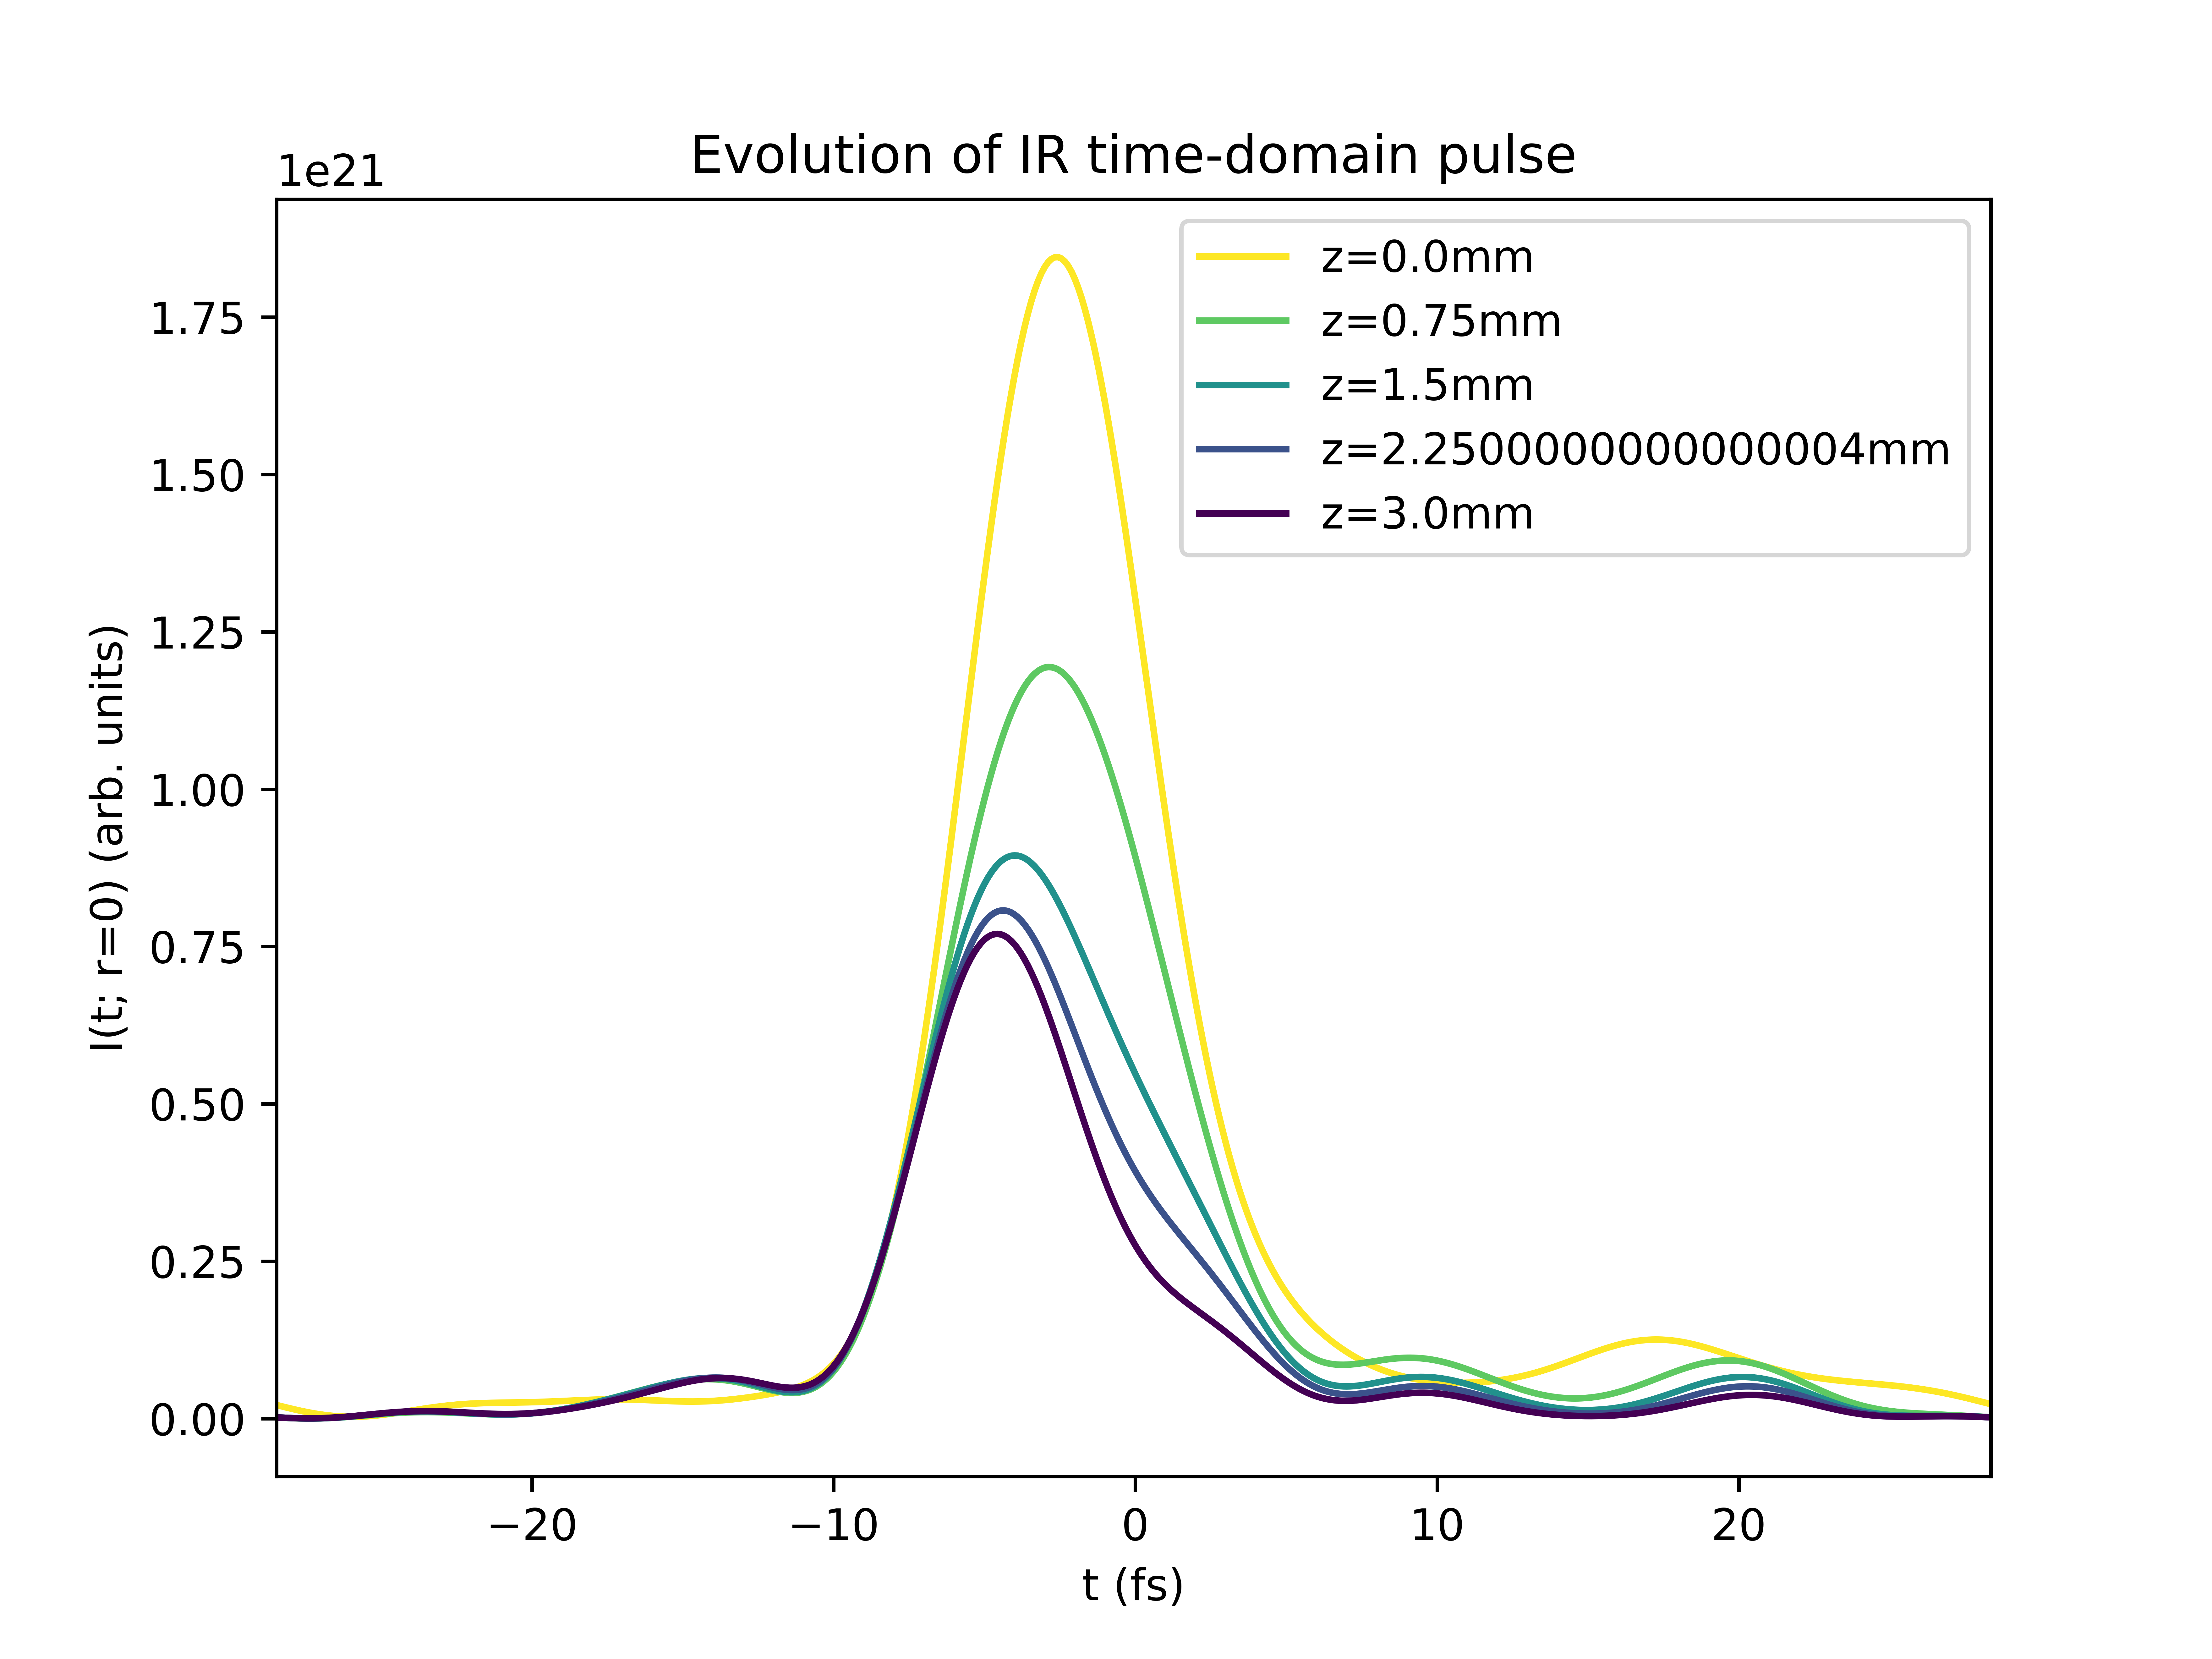 Evolution of IR time-domain pulse
1e21
z=0.0mm
z=0.75mm
z=1.5mm
z=2.2500000000000004mm
z=3.0mm
1.75
1.50
1.25
1.00
0.75
0.50
0.25
0.00
I(t; r=0) (arb. units)
−20
−10
0
10
20
t (fs)